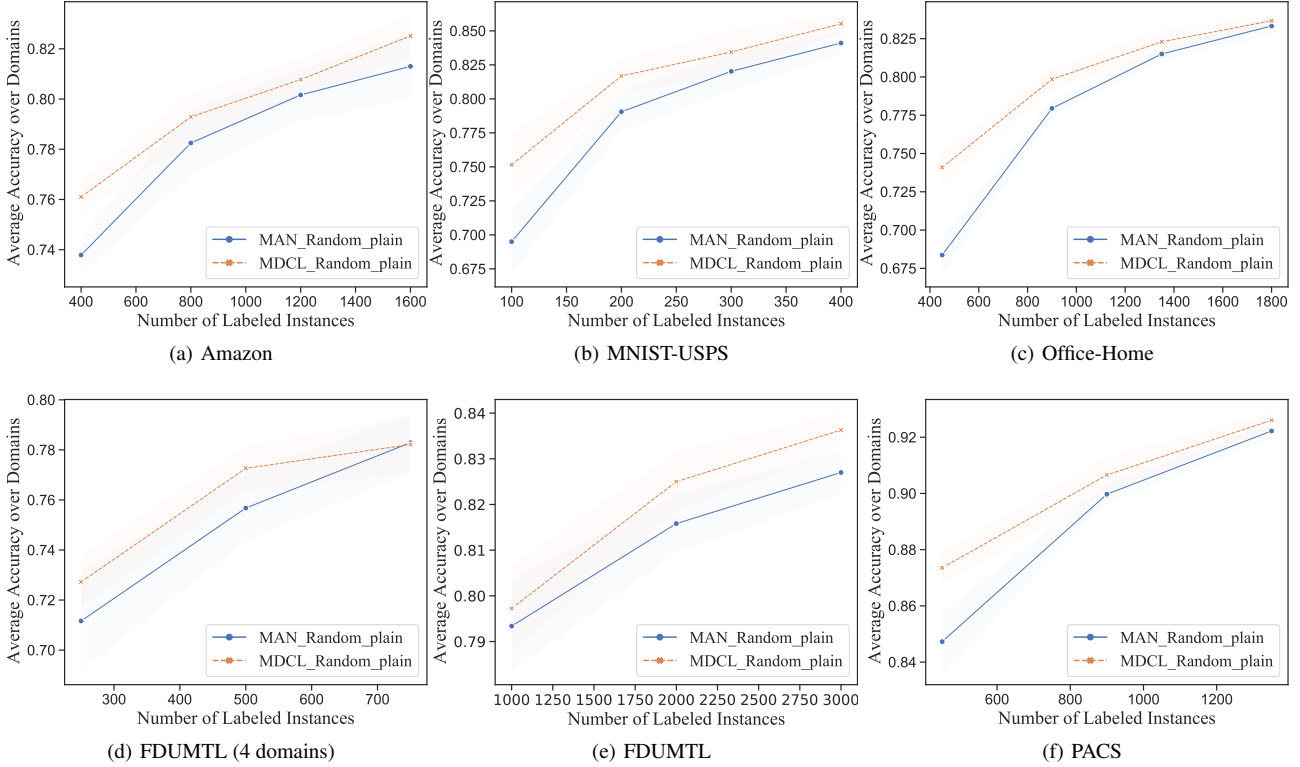 Average Accuracy over Domains
0.82
0.80
0.78
0.76
0.74
MAN_Random_plain
MDCL_Random_plain
400 600 800 1000 1200 1400 1600
Number of Labeled Instances
(a) Amazon
Average Accuracy over Domains
0.850
0.825
0.800
0.775
0.750
0.725
0.700
0.675
MAN_Random_plain
MDCL_Random_plain
100 150 200 250 300 350 400
Number of Labeled Instances
(b) MNIST-USPS
Average Accuracy over Domains
0.825
0.800
0.775
0.750
0.725
0.700
0.675
MAN_Random_plain
MDCL_Random_plain
400 600 800 1000 1200 1400 1600 1800
Number of Labeled Instances
(c) Office-Home
Average Accuracy over Domains
0.80
0.78
0.76
0.74
0.72
0.70
MAN_Random_plain
MDCL_Random_plain
300 400 500 600 700
Number of Labeled Instances
(d) FDUMTL (4 domains)
Average Accuracy over Domains
0.84
0.83
0.82
0.81
0.80
0.79
MAN_Random_plain
MDCL_Random_plain
1000 1250 1500 1750 2000 2250 2500 2750 3000
Number of Labeled Instances
(e) FDUMTL
Average Accuracy over Domains
0.92
0.90
0.88
0.86
0.84
MAN_Random_plain
MDCL_Random_plain
600 800 1000 1200
Number of Labeled Instances
(f) PACS